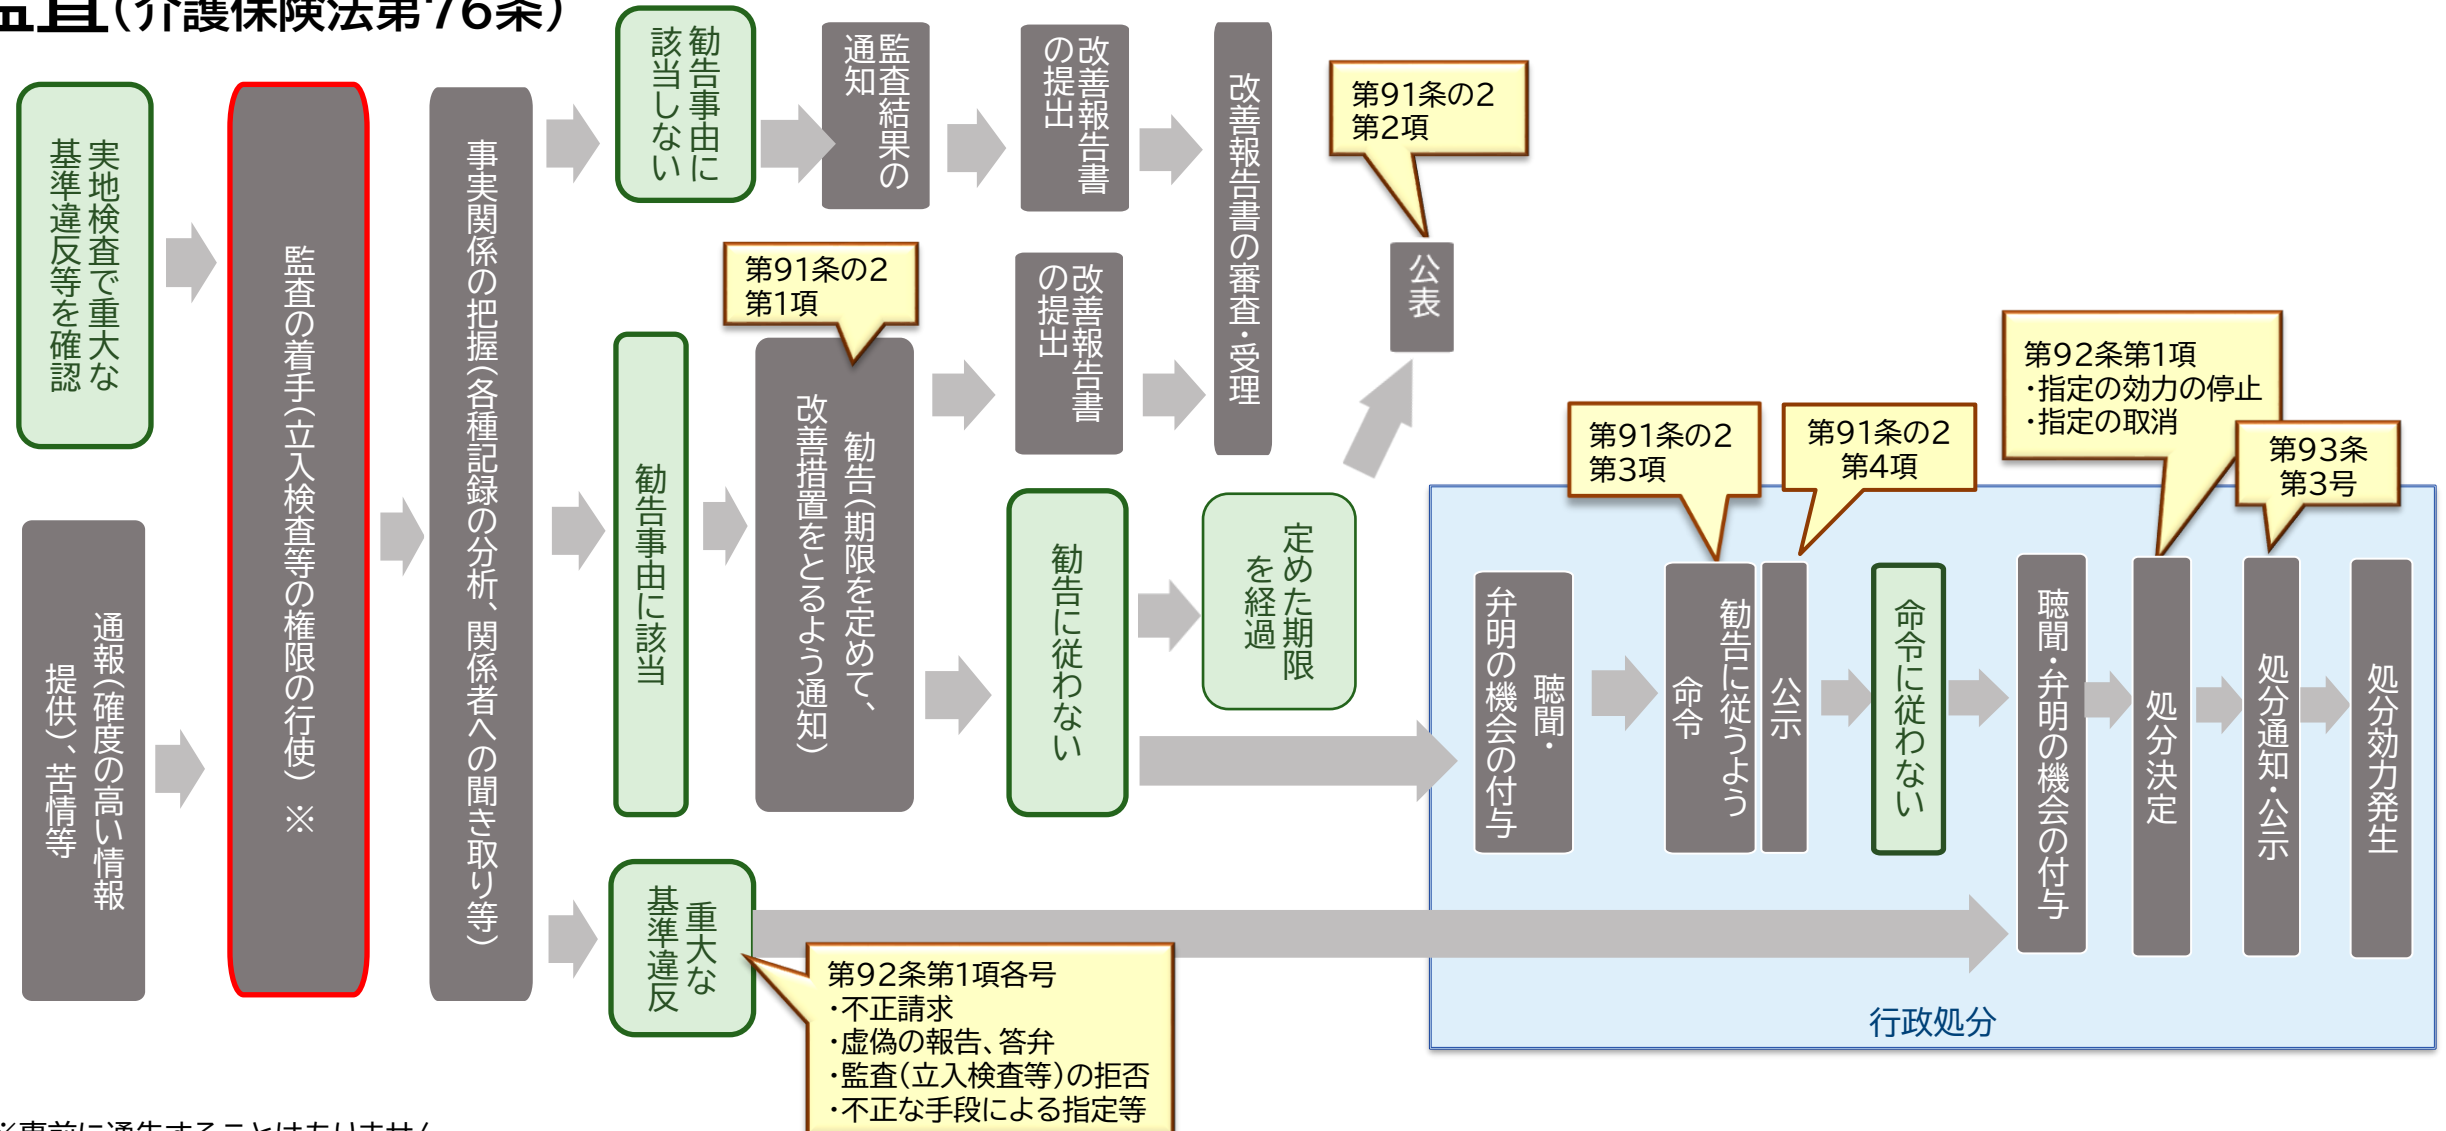 監査(介護保険法第76条)
実地検査で重大な
基準違反等を確認
通報(確度の高い情報
提供)、苦情等
監査の着手(立入検査等の権限の行使) ※
事実関係の把握(各種記録の分析、関係者への聞き取り等)
勧告事由に
該当しない
監査結果の
通知
改善報告書
の提出
改善報告書の審査・受理
勧告事由に該当
第91条の2
第1項
勧告(期限を定めて、
改善措置をとるよう通知)
改善報告書
の提出
勧告に従わない
定めた期限
を経過
第91条の2
第2項
公表
重大な
基準違反
第92条第1項各号
・不正請求
・虚偽の報告、答弁
・監査(立入検査等)の拒否
・不正な手段による指定等
聴聞・
弁明の機会の付与
第91条の2
第3項
勧告に従うよう
命令
第91条の2
第4項
公示
命令に従わない
聴聞・弁明の機会の付与
第92条第1項
・指定の効力の停止
・指定の取消
処分決定
第93条
第3号
処分通知・公示
処分効力発生
行政処分
※事前に通告することはありません